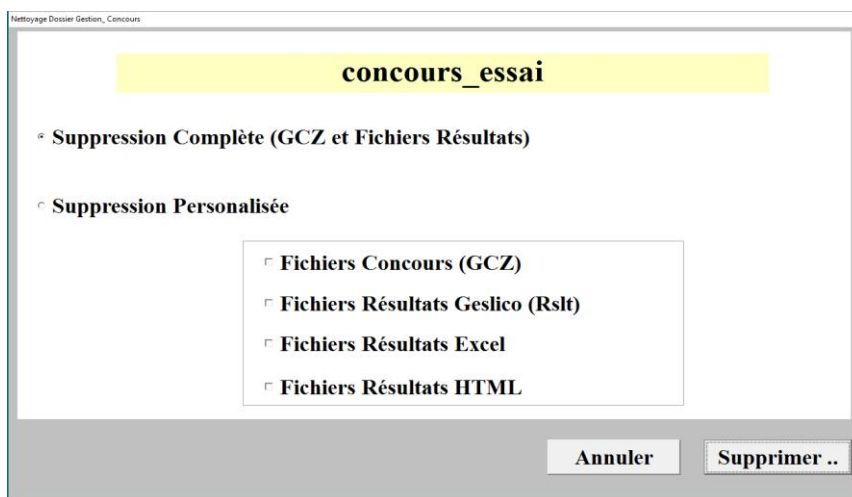 Nettoyage Dossier Gestion_ Concours
concours_essai
Suppression Complète (GCZ et Fichiers Résultats)
Suppression Personalisée
Fichiers Concours (GCZ)
Fichiers Résultats Geslico (Rslt)
Fichiers Résultats Excel
Fichiers Résultats HTML
Annuler
Supprimer ..